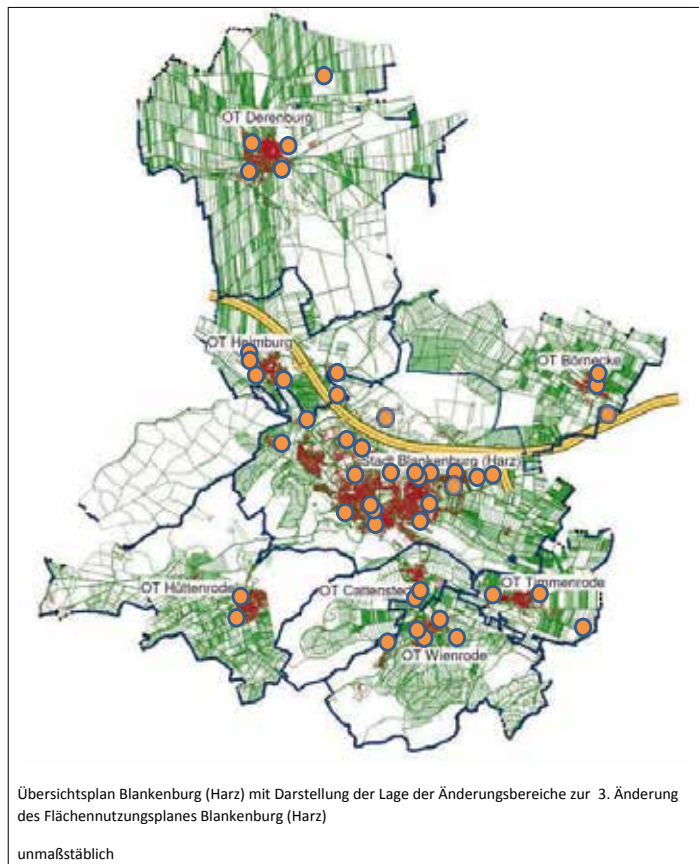 OT Derenburg
OT Heimburg
OT Börnecke
Stadt Blankenburg (Harz)
OT Hüttenrode
OT Cattenstedt
OT Timmenrode
OT Wienrode
Übersichtsplan Blankenburg (Harz) mit Darstellung der Lage der Änderungsbereiche zur 3. Änderung
des Flächennutzungsplanes Blankenburg (Harz)
unmaßstäblich